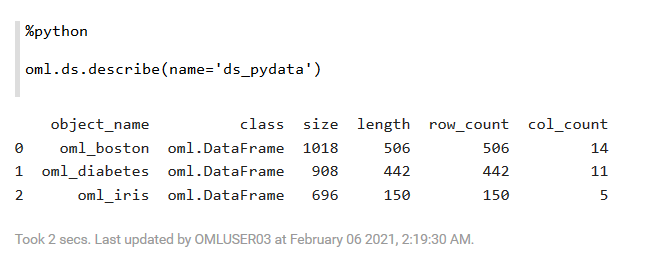 %python
oml.ds.describe(name='ds_pydata')
object_name class size length row_count col_count
0 oml_boston oml.DataFrame 1018 506 506 14
1 oml_diabetes oml.DataFrame 908 442 442 11
2 oml_iris oml.DataFrame 696 150 150 5
Took 2 secs. Last updated by OMLUSER03 at February 06 2021, 2:19:30 AM.